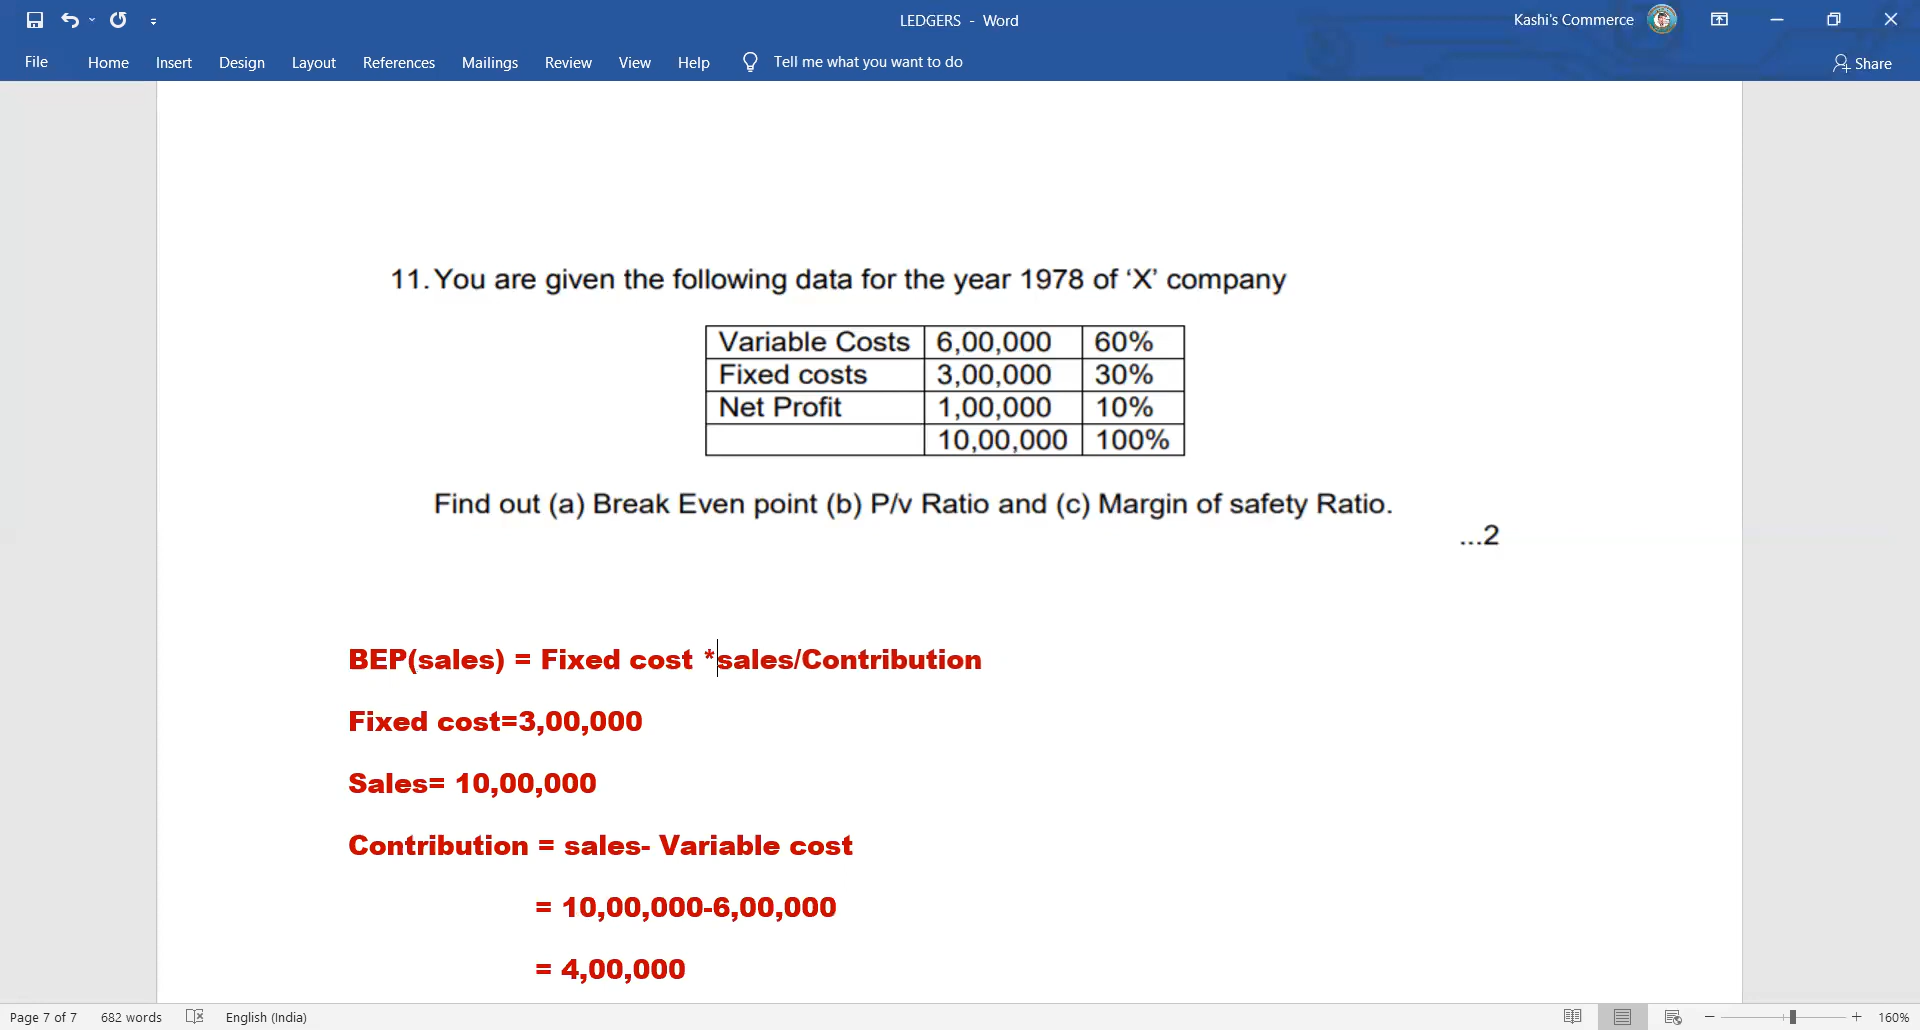 LEDGERS - Word
Kashi's Commerce
File Home Insert Design Layout References Mailings Review View Help Tell me what you want to do Share
11. You are given the following data for the year 1978 of ‘X’ company
Variable Costs 6,00,000 60%
Fixed costs 3,00,000 30%
Net Profit 1,00,000 10%
10,00,000 100%
Find out (a) Break Even point (b) P/v Ratio and (c) Margin of safety Ratio.
...2
BEP(sales) = Fixed cost *sales/Contribution
Fixed cost=3,00,000
Sales= 10,00,000
Contribution = sales- Variable cost
= 10,00,000-6,00,000
= 4,00,000
Page 7 of 7 682 words English (India) 160%